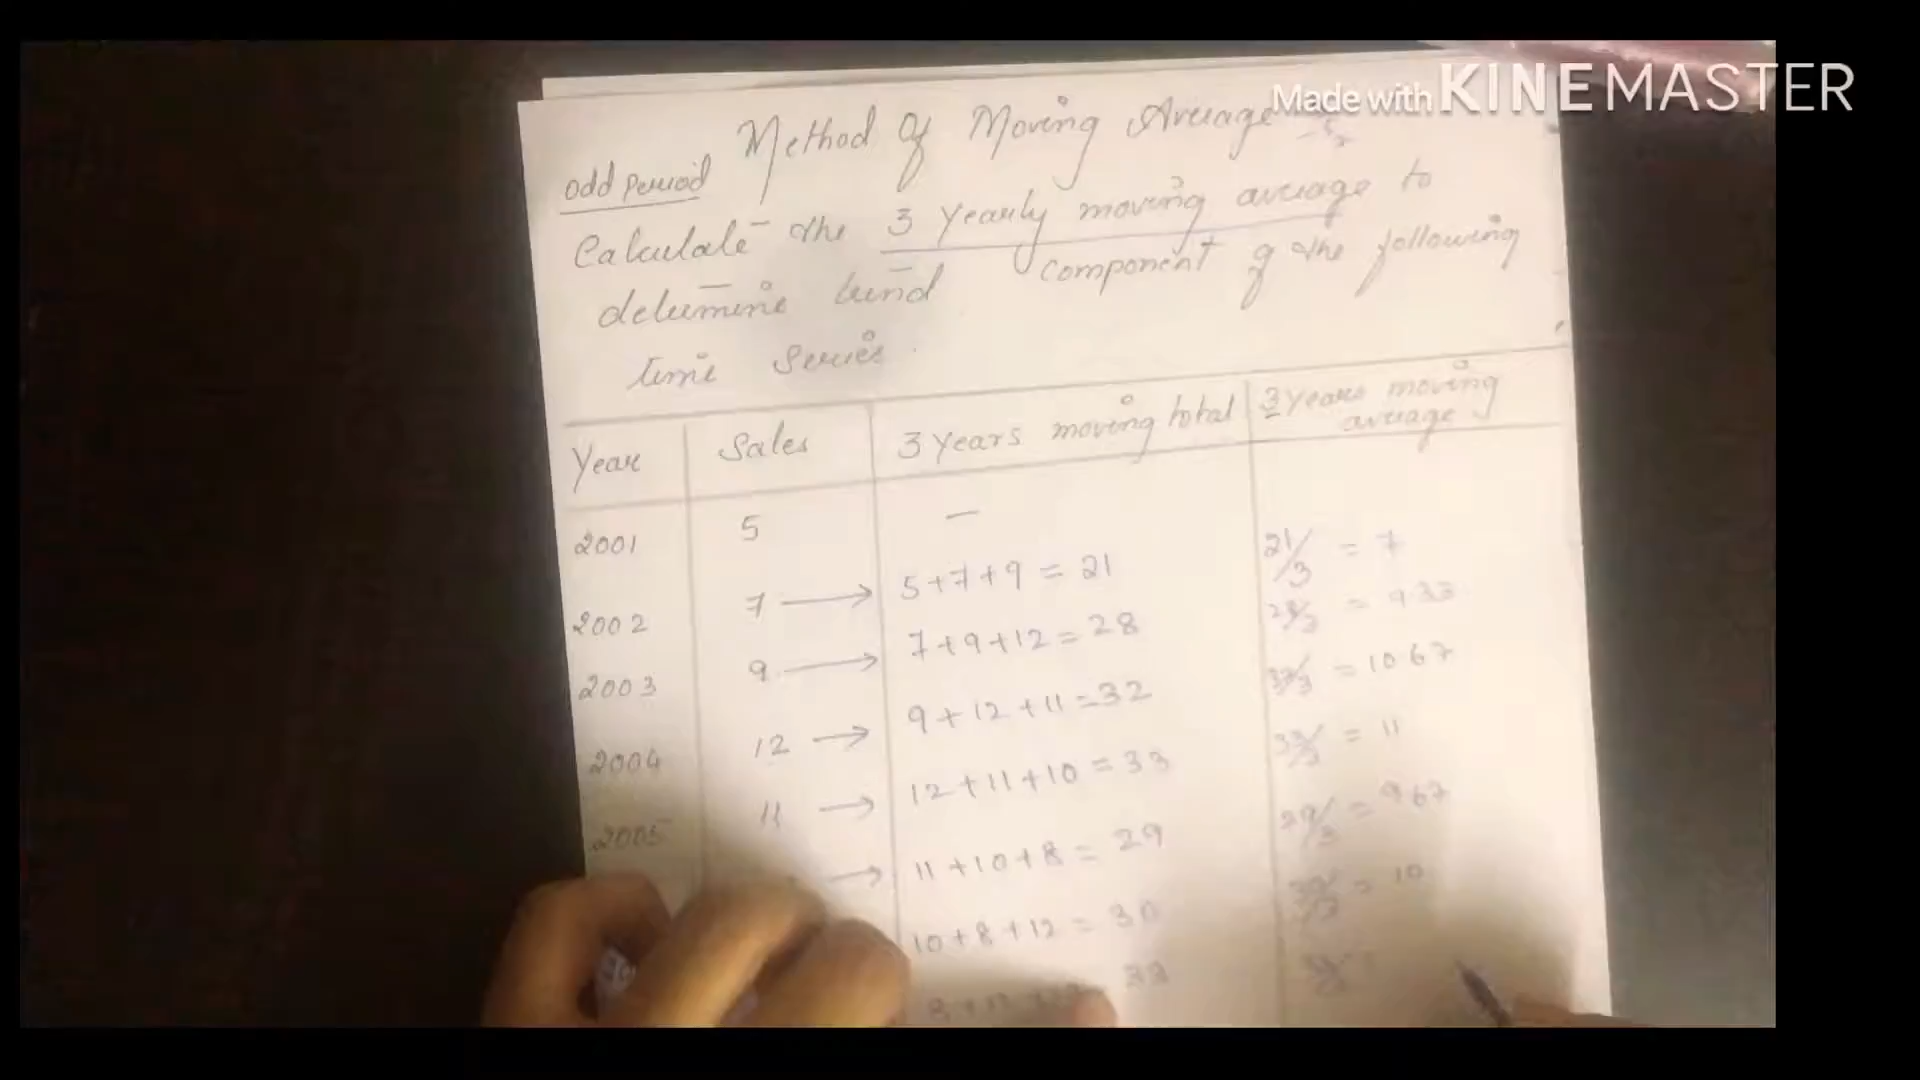 Made with KINEMASTER
Method Of Moving Average
odd period
Calculate the 3 yearly moving average to
determine trend component of the following
time series.
Year Sales 3 years moving total 3 years moving average
2001 5 —
2002 7 → 5+7+9 = 21 21/3 = 7
2003 9 → 7+9+12 = 28 28/3 = 9.33
2004 12 → 9+12+11 = 32 32/3 = 10.67
2005 11 → 12+11+10 = 33 33/3 = 11
→ 11+10+8 = 29 29/3 = 9.67
10+8+12 = 30 30/3 = 10
8+12 33 33/